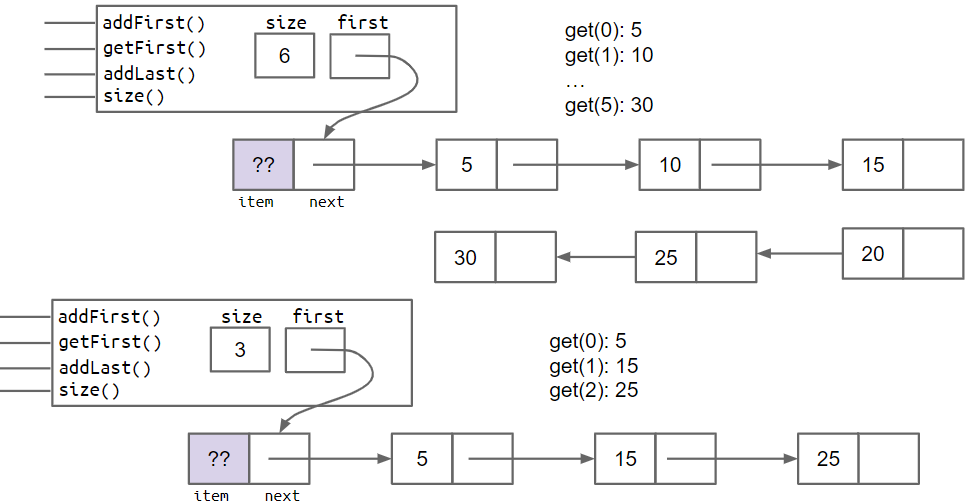 addFirst()
getFirst()
addLast()
size()
size first
6
get(0): 5
get(1): 10
…
get(5): 30
?? 5 10 15
item next
30 25 20
addFirst()
getFirst()
addLast()
size()
size first
3
get(0): 5
get(1): 15
get(2): 25
?? 5 15 25
item next